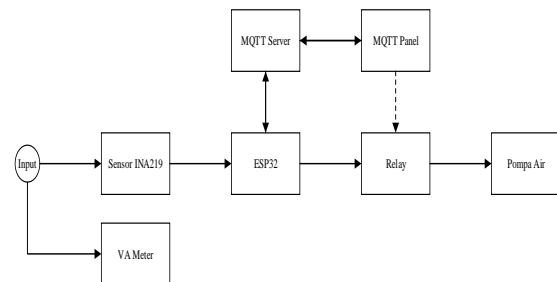 MQTT Server
MQTT Panel
Input
Sensor INA219
ESP32
Relay
Pompa Air
VA Meter